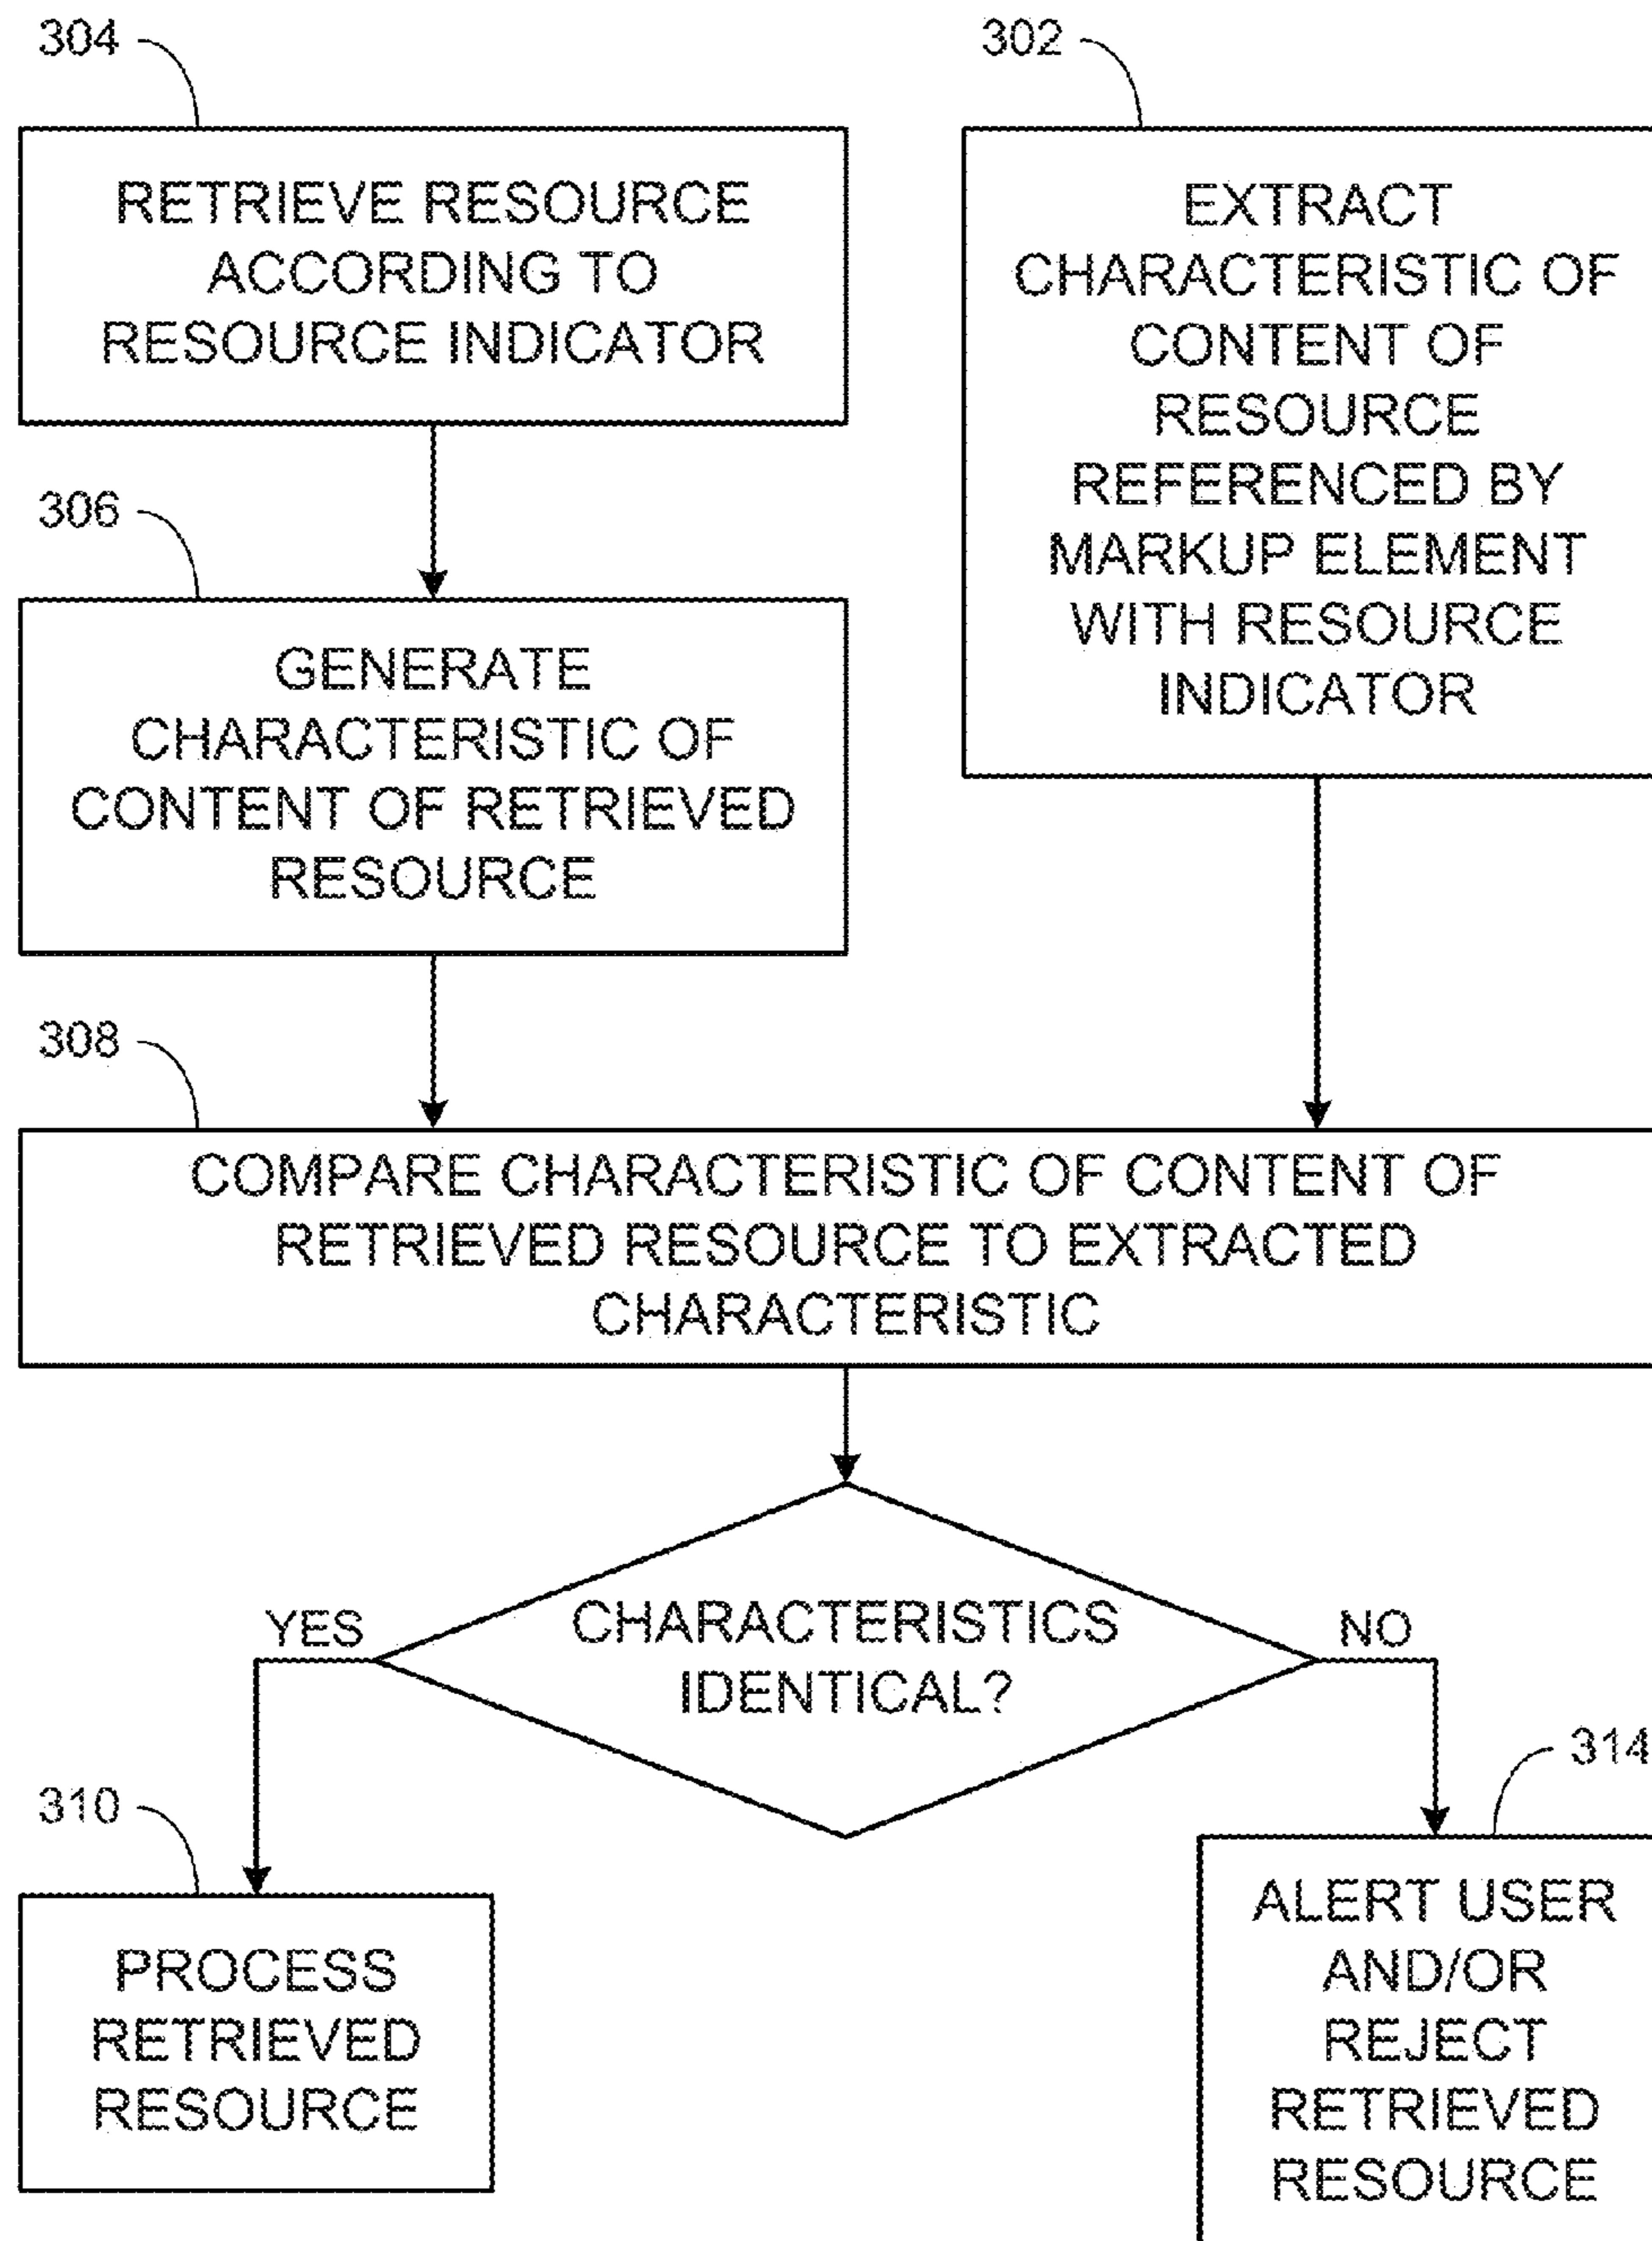 304
RETRIEVE RESOURCE
ACCORDING TO
RESOURCE INDICATOR
302
EXTRACT
CHARACTERISTIC OF
CONTENT OF
RESOURCE
REFERENCED BY
MARKUP ELEMENT
WITH RESOURCE
INDICATOR
306
GENERATE
CHARACTERISTIC OF
CONTENT OF RETRIEVED
RESOURCE
308
COMPARE CHARACTERISTIC OF CONTENT OF
RETRIEVED RESOURCE TO EXTRACTED
CHARACTERISTIC
CHARACTERISTICS
IDENTICAL?
YES
NO
310
PROCESS
RETRIEVED
RESOURCE
314
ALERT USER
AND/OR
REJECT
RETRIEVED
RESOURCE